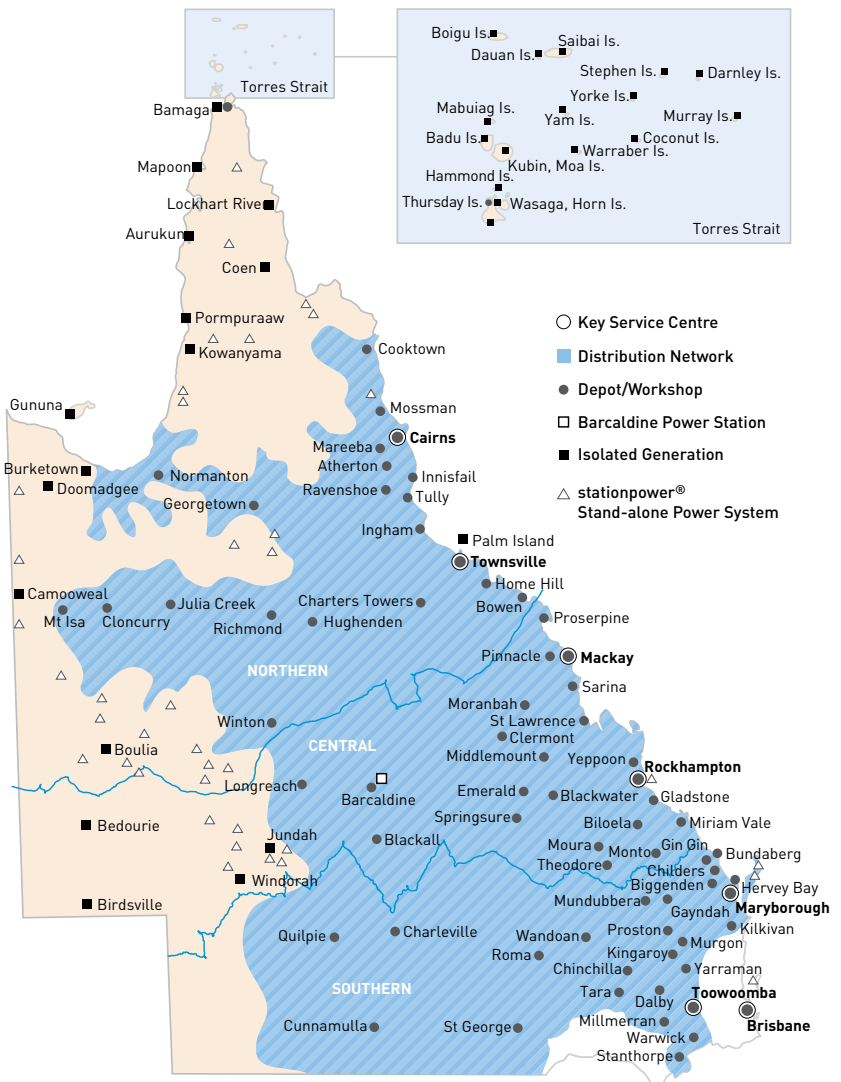 Boigu Is.
Saibai Is.
Dauan Is.
Stephen Is.
Darnley Is.
Torres Strait
Yorke Is.
Mabuiag Is.
Yam Is.
Murray Is.
Badu Is.
Coconut Is.
Warraber Is.
Kubin, Moa Is.
Hammond Is.
Thursday Is.
Wasaga, Horn Is.
Torres Strait
Bamaga
Mapoon
Lockhart River
Aurukun
Coen
Pormpuraaw
Kowanyama
Key Service Centre
Distribution Network
Depot/Workshop
Barcaldine Power Station
Isolated Generation
stationpower®
Stand-alone Power System
Cooktown
Gununa
Mossman
Cairns
Mareeba
Atherton
Burketown
Normanton
Innisfail
Doomadgee
Ravenshoe
Tully
Georgetown
Ingham
Palm Island
Townsville
Home Hill
Camooweal
Julia Creek
Charters Towers
Bowen
Mt Isa
Cloncurry
Richmond
Hughenden
Proserpine
Pinnacle
Mackay
NORTHERN
Sarina
Moranbah
Winton
St Lawrence
Clermont
CENTRAL
Boulia
Middlemount
Yeppoon
Rockhampton
Longreach
Barcaldine
Emerald
Blackwater
Gladstone
Springsure
Bedourie
Biloela
Miriam Vale
Jundah
Blackall
Moura
Monto
Gin Gin
Bundaberg
Theodore
Childers
Windorah
Biggenden
Hervey Bay
Birdsville
Mundubbera
Gayndah
Maryborough
Quilpie
Charleville
Wandoan
Proston
Kilkivan
Murgon
Roma
Kingaroy
Chinchilla
Yarraman
SOUTHERN
Tara
Dalby
Toowoomba
Cunnamulla
St George
Millmerran
Brisbane
Warwick
Stanthorpe